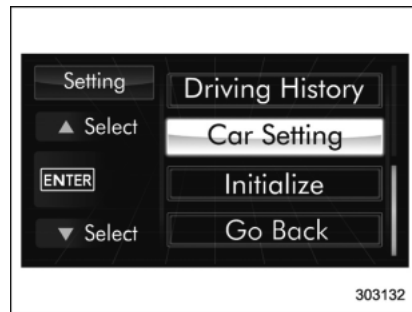 Setting
▲ Select
ENTER
▼ Select
Driving History
Car Setting
Initialize
Go Back
303132